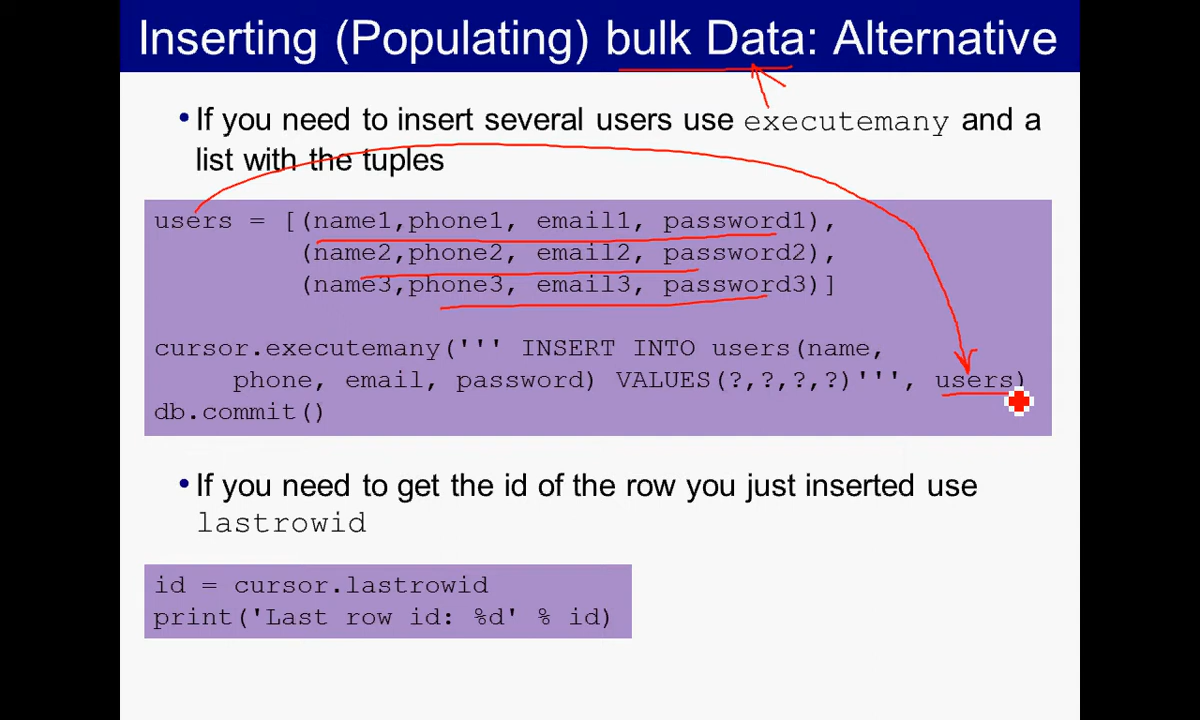 Inserting (Populating) bulk Data: Alternative
• If you need to insert several users use executemany and a
list with the tuples
users = [(name1,phone1, email1, password1),
(name2,phone2, email2, password2),
(name3,phone3, email3, password3)]
cursor.executemany(''' INSERT INTO users(name,
phone, email, password) VALUES(?,?,?,?)''', users)
db.commit()
• If you need to get the id of the row you just inserted use
lastrowid
id = cursor.lastrowid
print('Last row id: %d' % id)